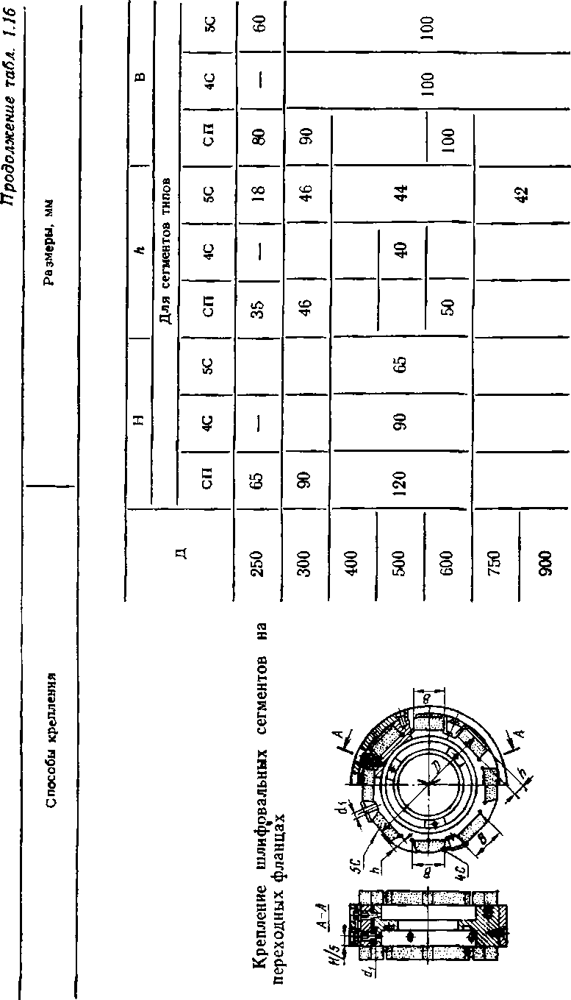 Продолжение табл. 1.16
Способы крепления
Размеры, мм
Крепление шлифовальных сегментов на
переходных фланцах
А–А
H/5
d₁
d₁
5С
h
В
4С
В
В
А
А
D
h
Д
H
h
В
Для сегментов типов
СП 4С 5С СП 4С 5С СП 4С 5С
250 65 — 35 — 18 80 — 60
300 90 46 46 90
400
500 120 90 65 40 44 100 100
600 50 100
750
900
42